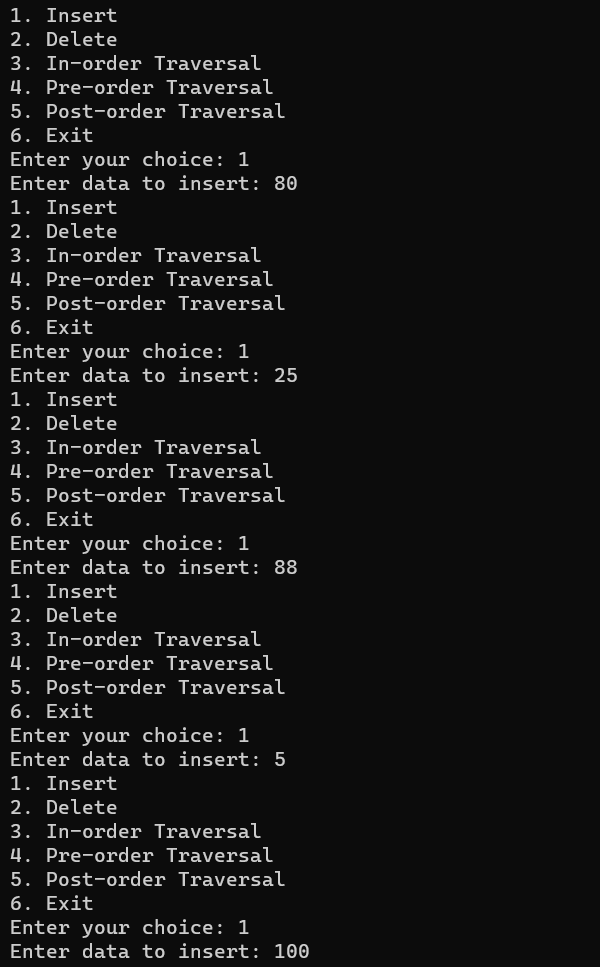 1. Insert
2. Delete
3. In-order Traversal
4. Pre-order Traversal
5. Post-order Traversal
6. Exit
Enter your choice: 1
Enter data to insert: 80
1. Insert
2. Delete
3. In-order Traversal
4. Pre-order Traversal
5. Post-order Traversal
6. Exit
Enter your choice: 1
Enter data to insert: 25
1. Insert
2. Delete
3. In-order Traversal
4. Pre-order Traversal
5. Post-order Traversal
6. Exit
Enter your choice: 1
Enter data to insert: 88
1. Insert
2. Delete
3. In-order Traversal
4. Pre-order Traversal
5. Post-order Traversal
6. Exit
Enter your choice: 1
Enter data to insert: 5
1. Insert
2. Delete
3. In-order Traversal
4. Pre-order Traversal
5. Post-order Traversal
6. Exit
Enter your choice: 1
Enter data to insert: 100